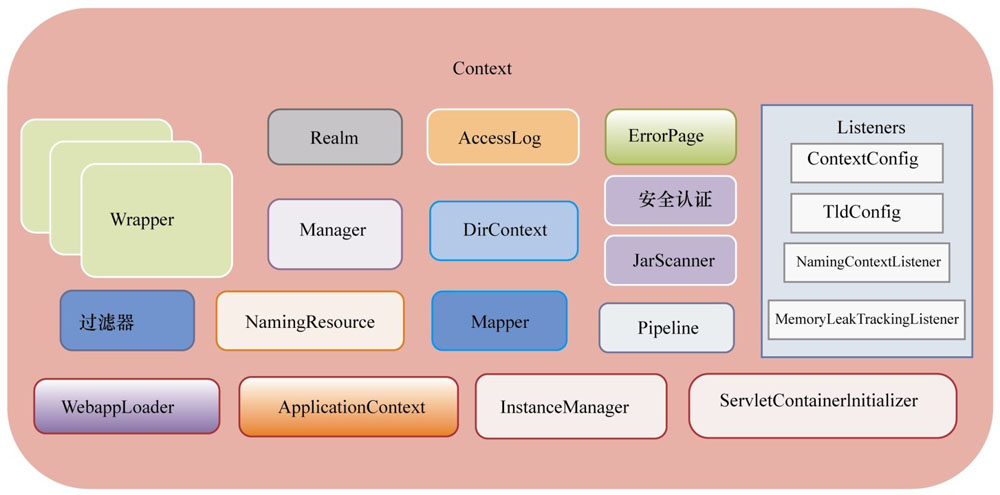 Context
Wrapper
Realm
AccessLog
ErrorPage
安全认证
Manager
DirContext
JarScanner
过滤器
NamingResource
Mapper
Pipeline
Listeners
ContextConfig
TldConfig
NamingContextListener
MemoryLeakTrackingListener
WebappLoader
ApplicationContext
InstanceManager
ServletContainerInitializer